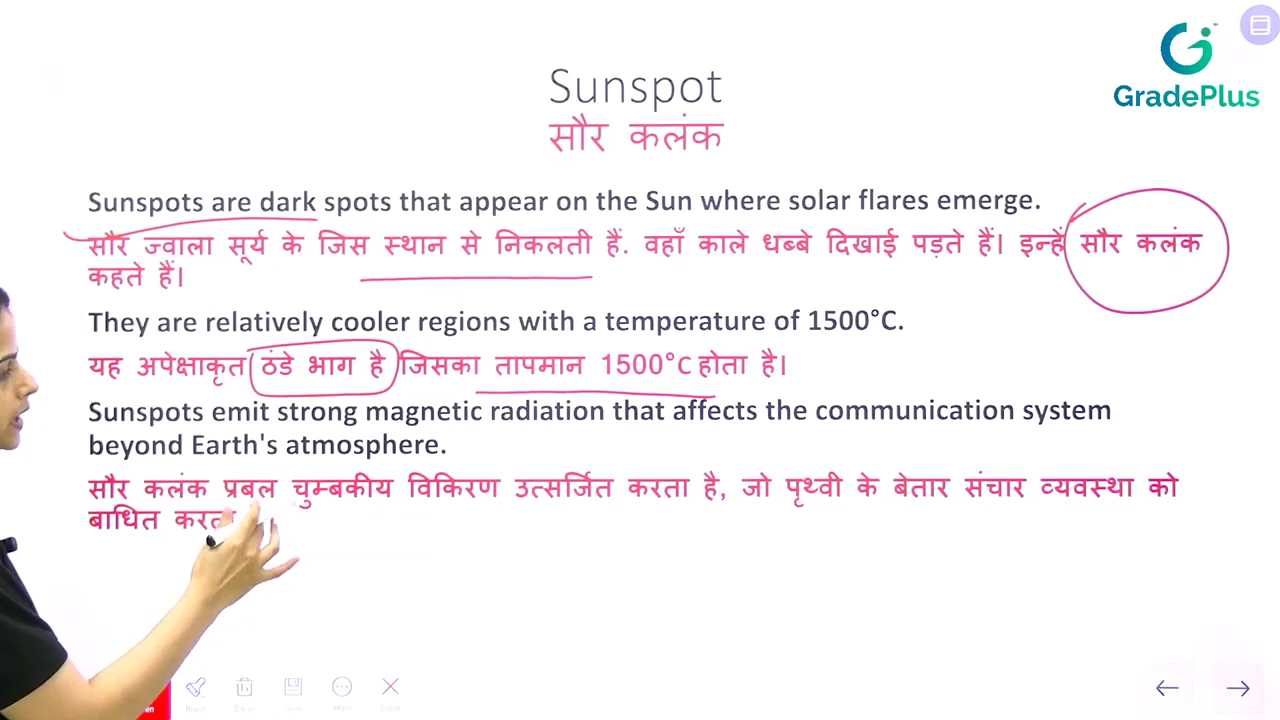 GradePlus
Sunspot
सौर कलंक
Sunspots are dark spots that appear on the Sun where solar flares emerge.
सौर ज्वाला सूर्य के जिस स्थान से निकलती हैं. वहाँ काले धब्बे दिखाई पड़ते हैं। इन्हें सौर कलंक
कहते हैं।
They are relatively cooler regions with a temperature of 1500°C.
यह अपेक्षाकृत ठंडे भाग है जिसका तापमान 1500°C होता है।
Sunspots emit strong magnetic radiation that affects the communication system
beyond Earth's atmosphere.
सौर कलंक प्रबल चुम्बकीय विकिरण उत्सर्जित करता है, जो पृथ्वी के बेतार संचार व्यवस्था को
बाधित करता